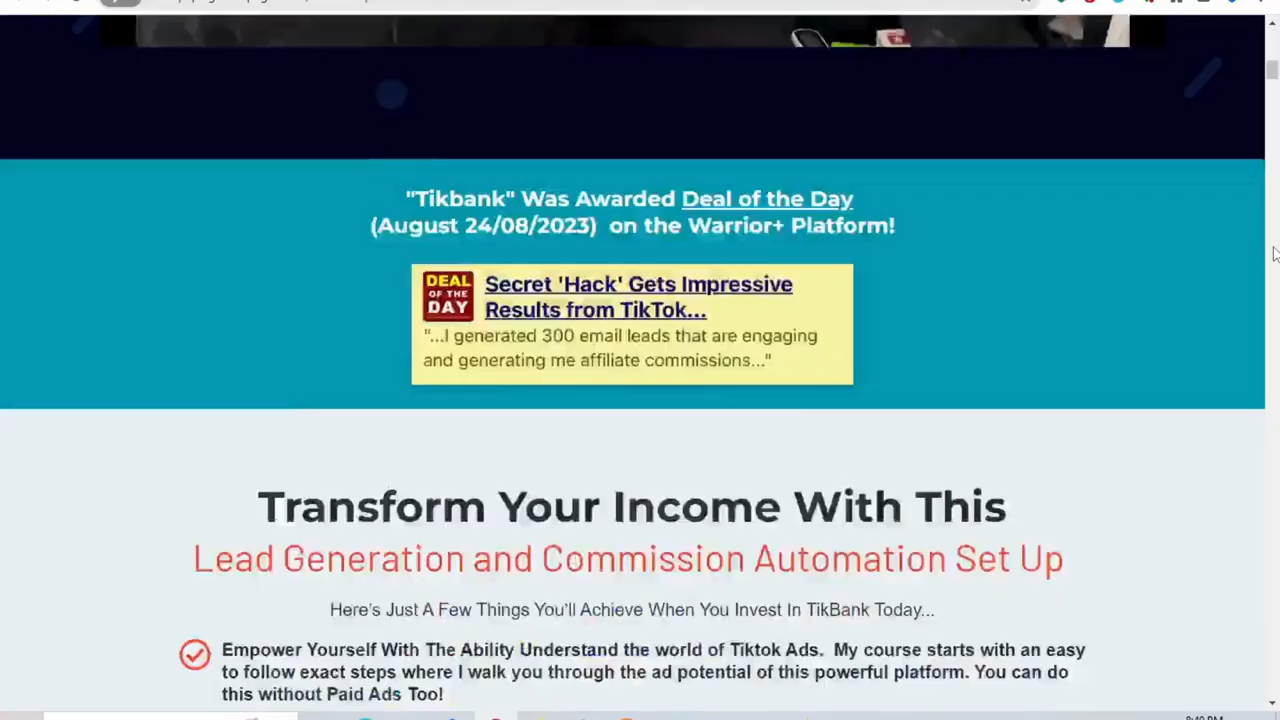 "Tikbank" Was Awarded Deal of the Day
(August 24/08/2023) on the Warrior+ Platform!
DEAL
OF THE
DAY
Secret 'Hack' Gets Impressive
Results from TikTok...
"...I generated 300 email leads that are engaging
and generating me affiliate commissions..."
Transform Your Income With This
Lead Generation and Commission Automation Set Up
Here's Just A Few Things You'll Achieve When You Invest In TikBank Today...
Empower Yourself With The Ability Understand the world of Tiktok Ads. My course starts with an easy
to follow exact steps where I walk you through the ad potential of this powerful platform. You can do
this without Paid Ads Too!